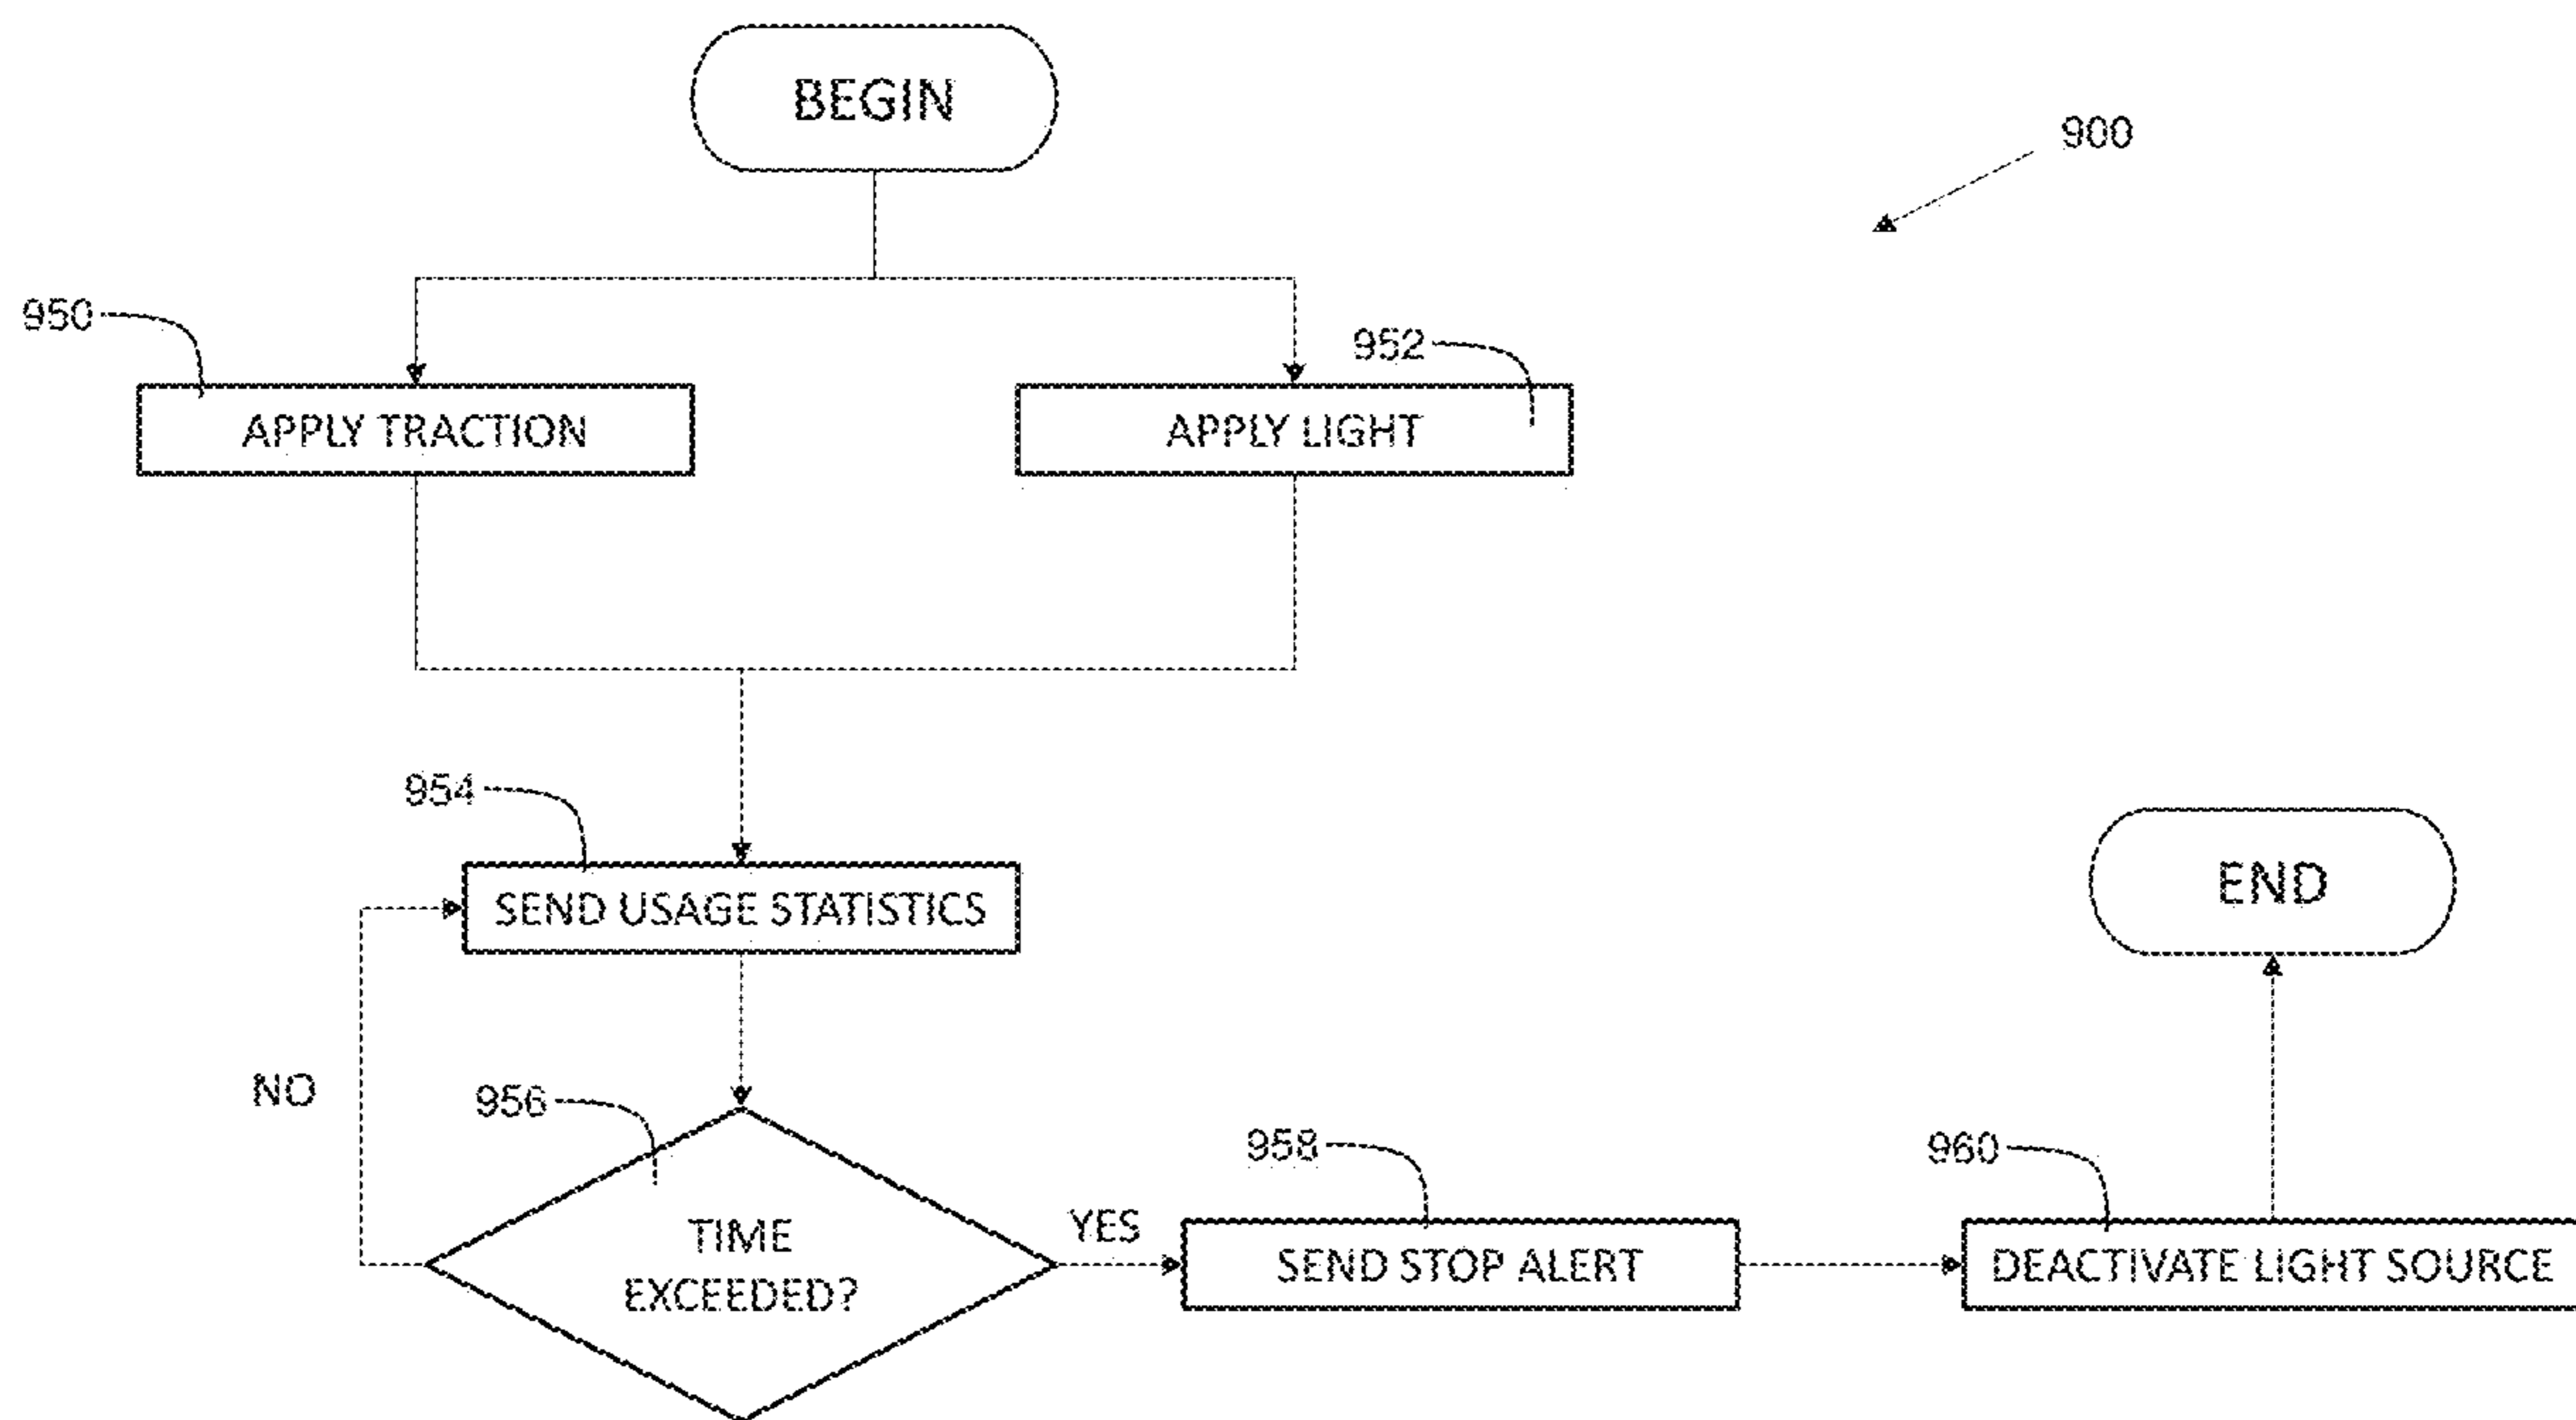 BEGIN
900
950
952
APPLY TRACTION
APPLY LIGHT
954
SEND USAGE STATISTICS
END
NO
956
TIME
EXCEEDED?
YES
958
SEND STOP ALERT
960
DEACTIVATE LIGHT SOURCE